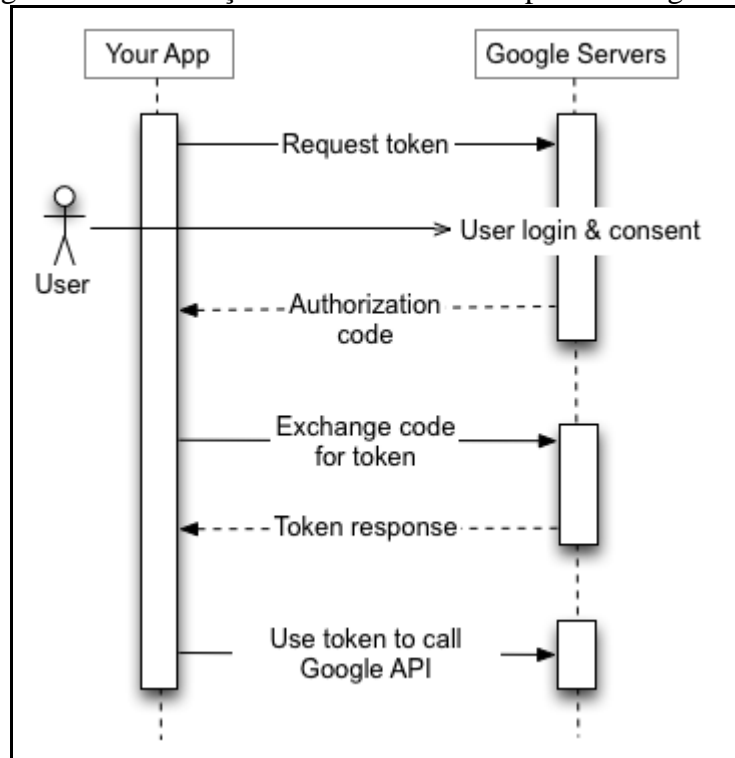 Your App
Google Servers
Request token
User login & consent
User
Authorization
code
Exchange code
for token
Token response
Use token to call
Google API